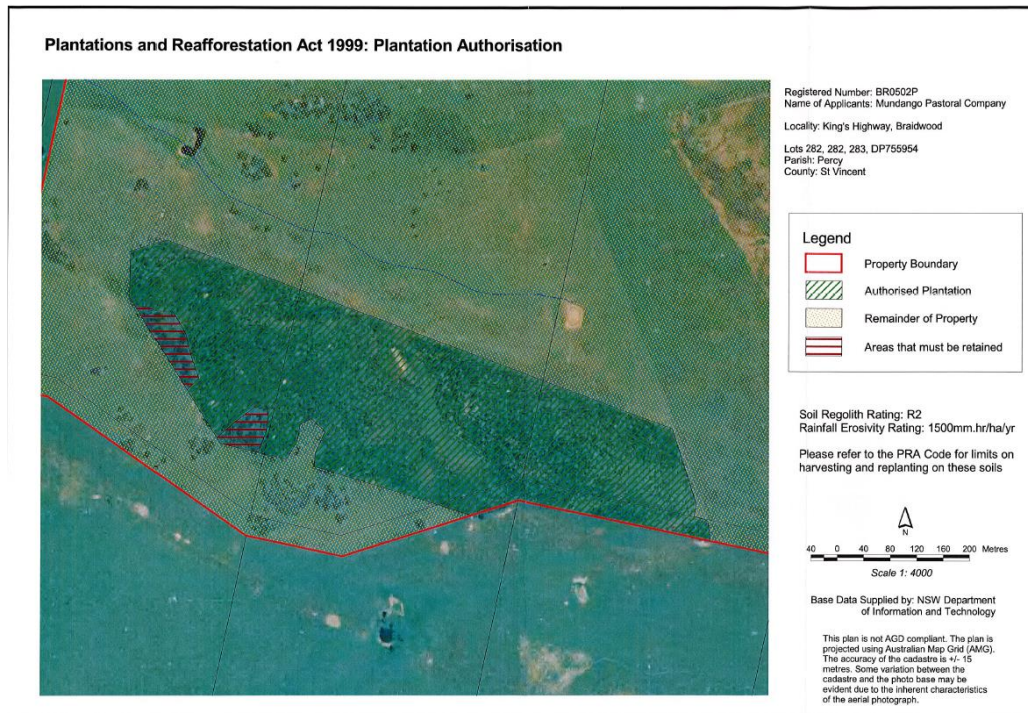 Plantations and Reafforestation Act 1999: Plantation Authorisation
Registered Number: BR0502P
Name of Applicants: Mundango Pastoral Company
Locality: King's Highway, Braidwood
Lots 282, 282, 283, DP755954
Parish: Percy
County: St Vincent
Legend
Property Boundary
Authorised Plantation
Remainder of Property
Areas that must be retained
Soil Regolith Rating: R2
Rainfall Erosivity Rating: 1500mm.hr/ha/yr
Please refer to the PRA Code for limits on
harvesting and replanting on these soils
N
40 0 40 80 120 160 200 Metres
Scale 1: 4000
Base Data Supplied by: NSW Department
of Information and Technology
This plan is not AGD compliant. The plan is
projected using Australian Map Grid (AMG).
The accuracy of the cadastre is +/- 15
metres. Some variation between the
cadastre and the photo base may be
evident due to the inherent characteristics
of the aerial photograph.